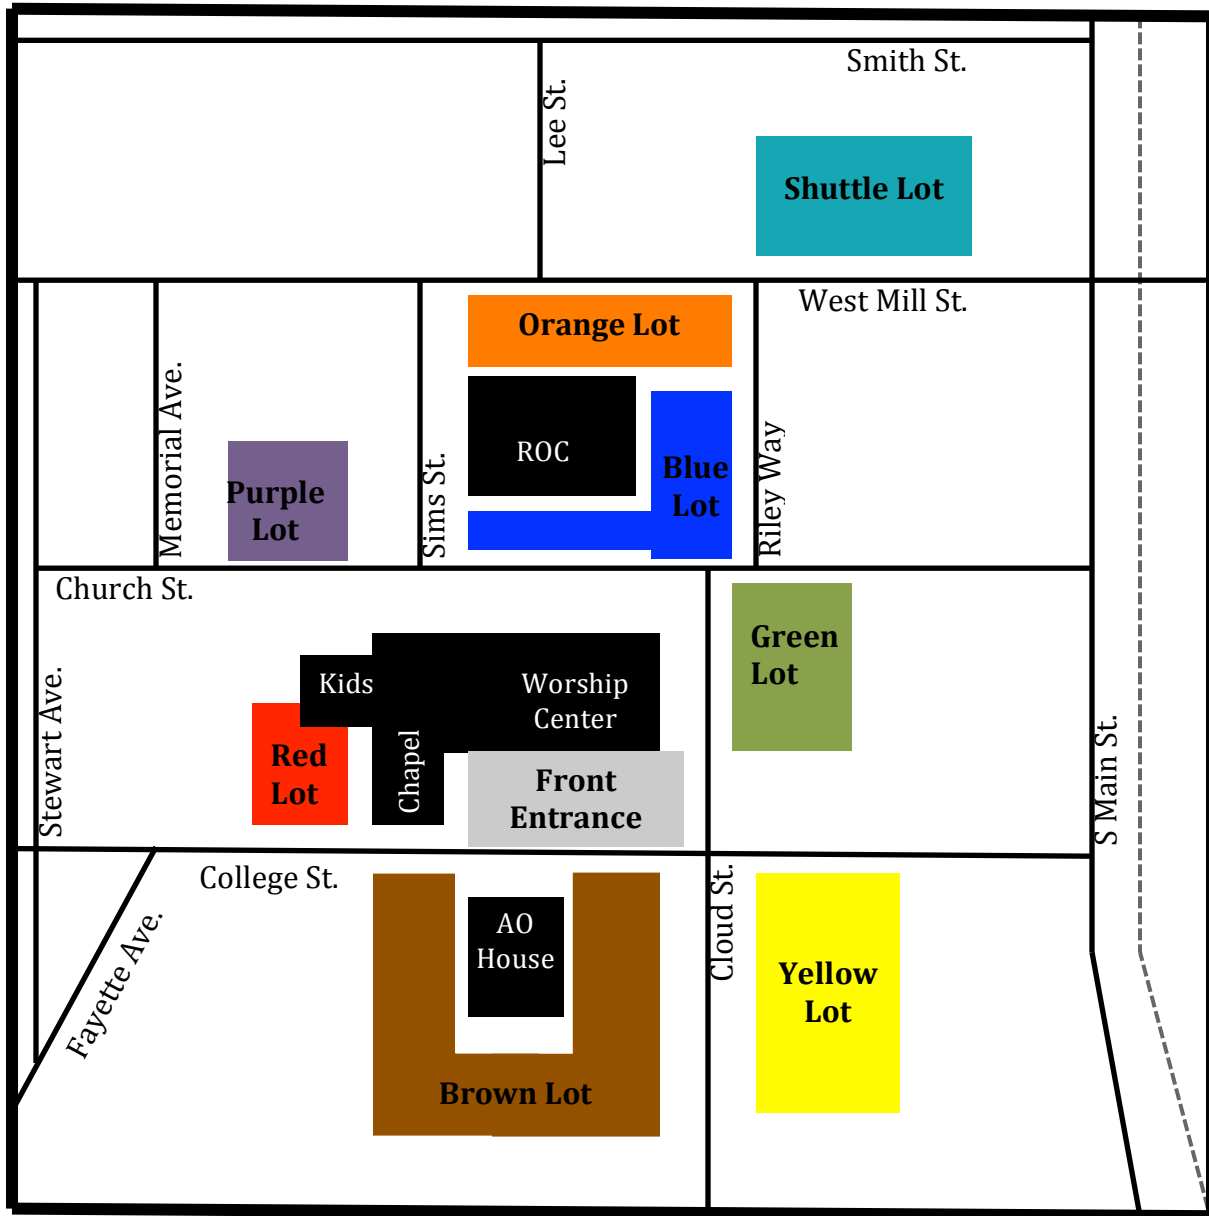 Smith St.
Lee St.
Shuttle Lot
West Mill St.
Orange Lot
Memorial Ave.
ROC
Riley Way
Sims St.
Blue
Lot
Purple
Lot
Church St.
Green
Lot
Kids
Worship
Center
Stewart Ave.
S Main St.
Red
Lot
Chapel
Front
Entrance
College St.
Cloud St.
AO
House
Fayette Ave.
Yellow
Lot
Brown Lot